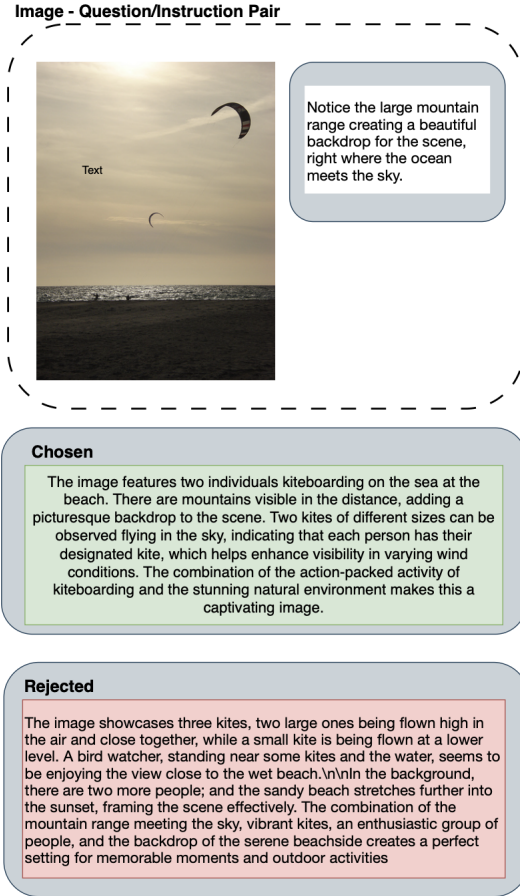 Image - Question/Instruction Pair
Text
Notice the large mountain
range creating a beautiful
backdrop for the scene,
right where the ocean
meets the sky.
Chosen
The image features two individuals kiteboarding on the sea at the
beach. There are mountains visible in the distance, adding a
picturesque backdrop to the scene. Two kites of different sizes can be
observed flying in the sky, indicating that each person has their
designated kite, which helps enhance visibility in varying wind
conditions. The combination of the action-packed activity of
kiteboarding and the stunning natural environment makes this a
captivating image.
Rejected
The image showcases three kites, two large ones being flown high in
the air and close together, while a small kite is being flown at a lower
level. A bird watcher, standing near some kites and the water, seems to
be enjoying the view close to the wet beach.\n\nIn the background,
there are two more people; and the sandy beach stretches further into
the sunset, framing the scene effectively. The combination of the
mountain range meeting the sky, vibrant kites, an enthusiastic group of
people, and the backdrop of the serene beachside creates a perfect
setting for memorable moments and outdoor activities